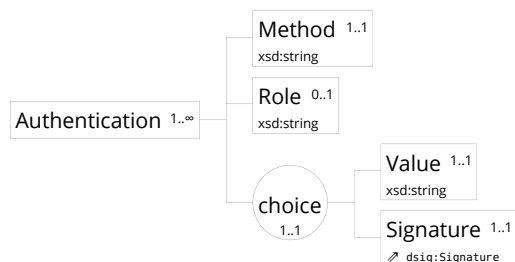 Method 1..1
xsd:string
Role 0..1
xsd:string
Authentication 1..∞
choice
1..1
Value 1..1
xsd:string
Signature 1..1
⇗ dsig:Signature